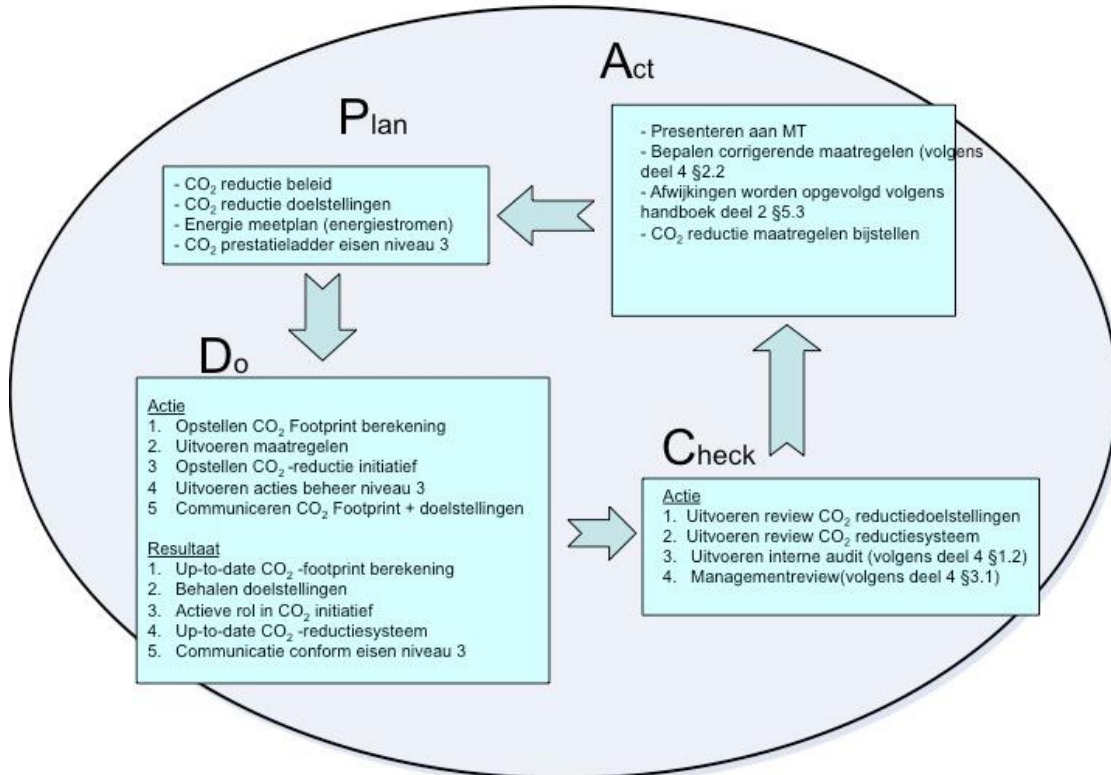 Act
Plan
- Presenteren aan MT
- Bepalen corrigerende maatregelen (volgens
deel 4 §2.2
- Afwijkingen worden opgevolgd volgens
handboek deel 2 §5.3
- CO₂ reductie maatregelen bijstellen
- CO₂ reductie beleid
- CO₂ reductie doelstellingen
- Energie meetplan (energiestromen)
- CO₂ prestatieladder eisen niveau 3
Do
Actie
1. Opstellen CO₂ Footprint berekening
2. Uitvoeren maatregelen
3 Opstellen CO₂ -reductie initiatief
4 Uitvoeren acties beheer niveau 3
5 Communiceren CO₂ Footprint + doelstellingen
Resultaat
1. Up-to-date CO₂ -footprint berekening
2. Behalen doelstellingen
3. Actieve rol in CO₂ initiatief
4. Up-to-date CO₂ -reductiesysteem
5. Communicatie conform eisen niveau 3
Check
Actie
1. Uitvoeren review CO₂ reductiedoelstellingen
2. Uitvoeren review CO₂ reductiesysteem
3. Uitvoeren interne audit (volgens deel 4 §1.2)
4. Managementreview(volgens deel 4 §3.1)